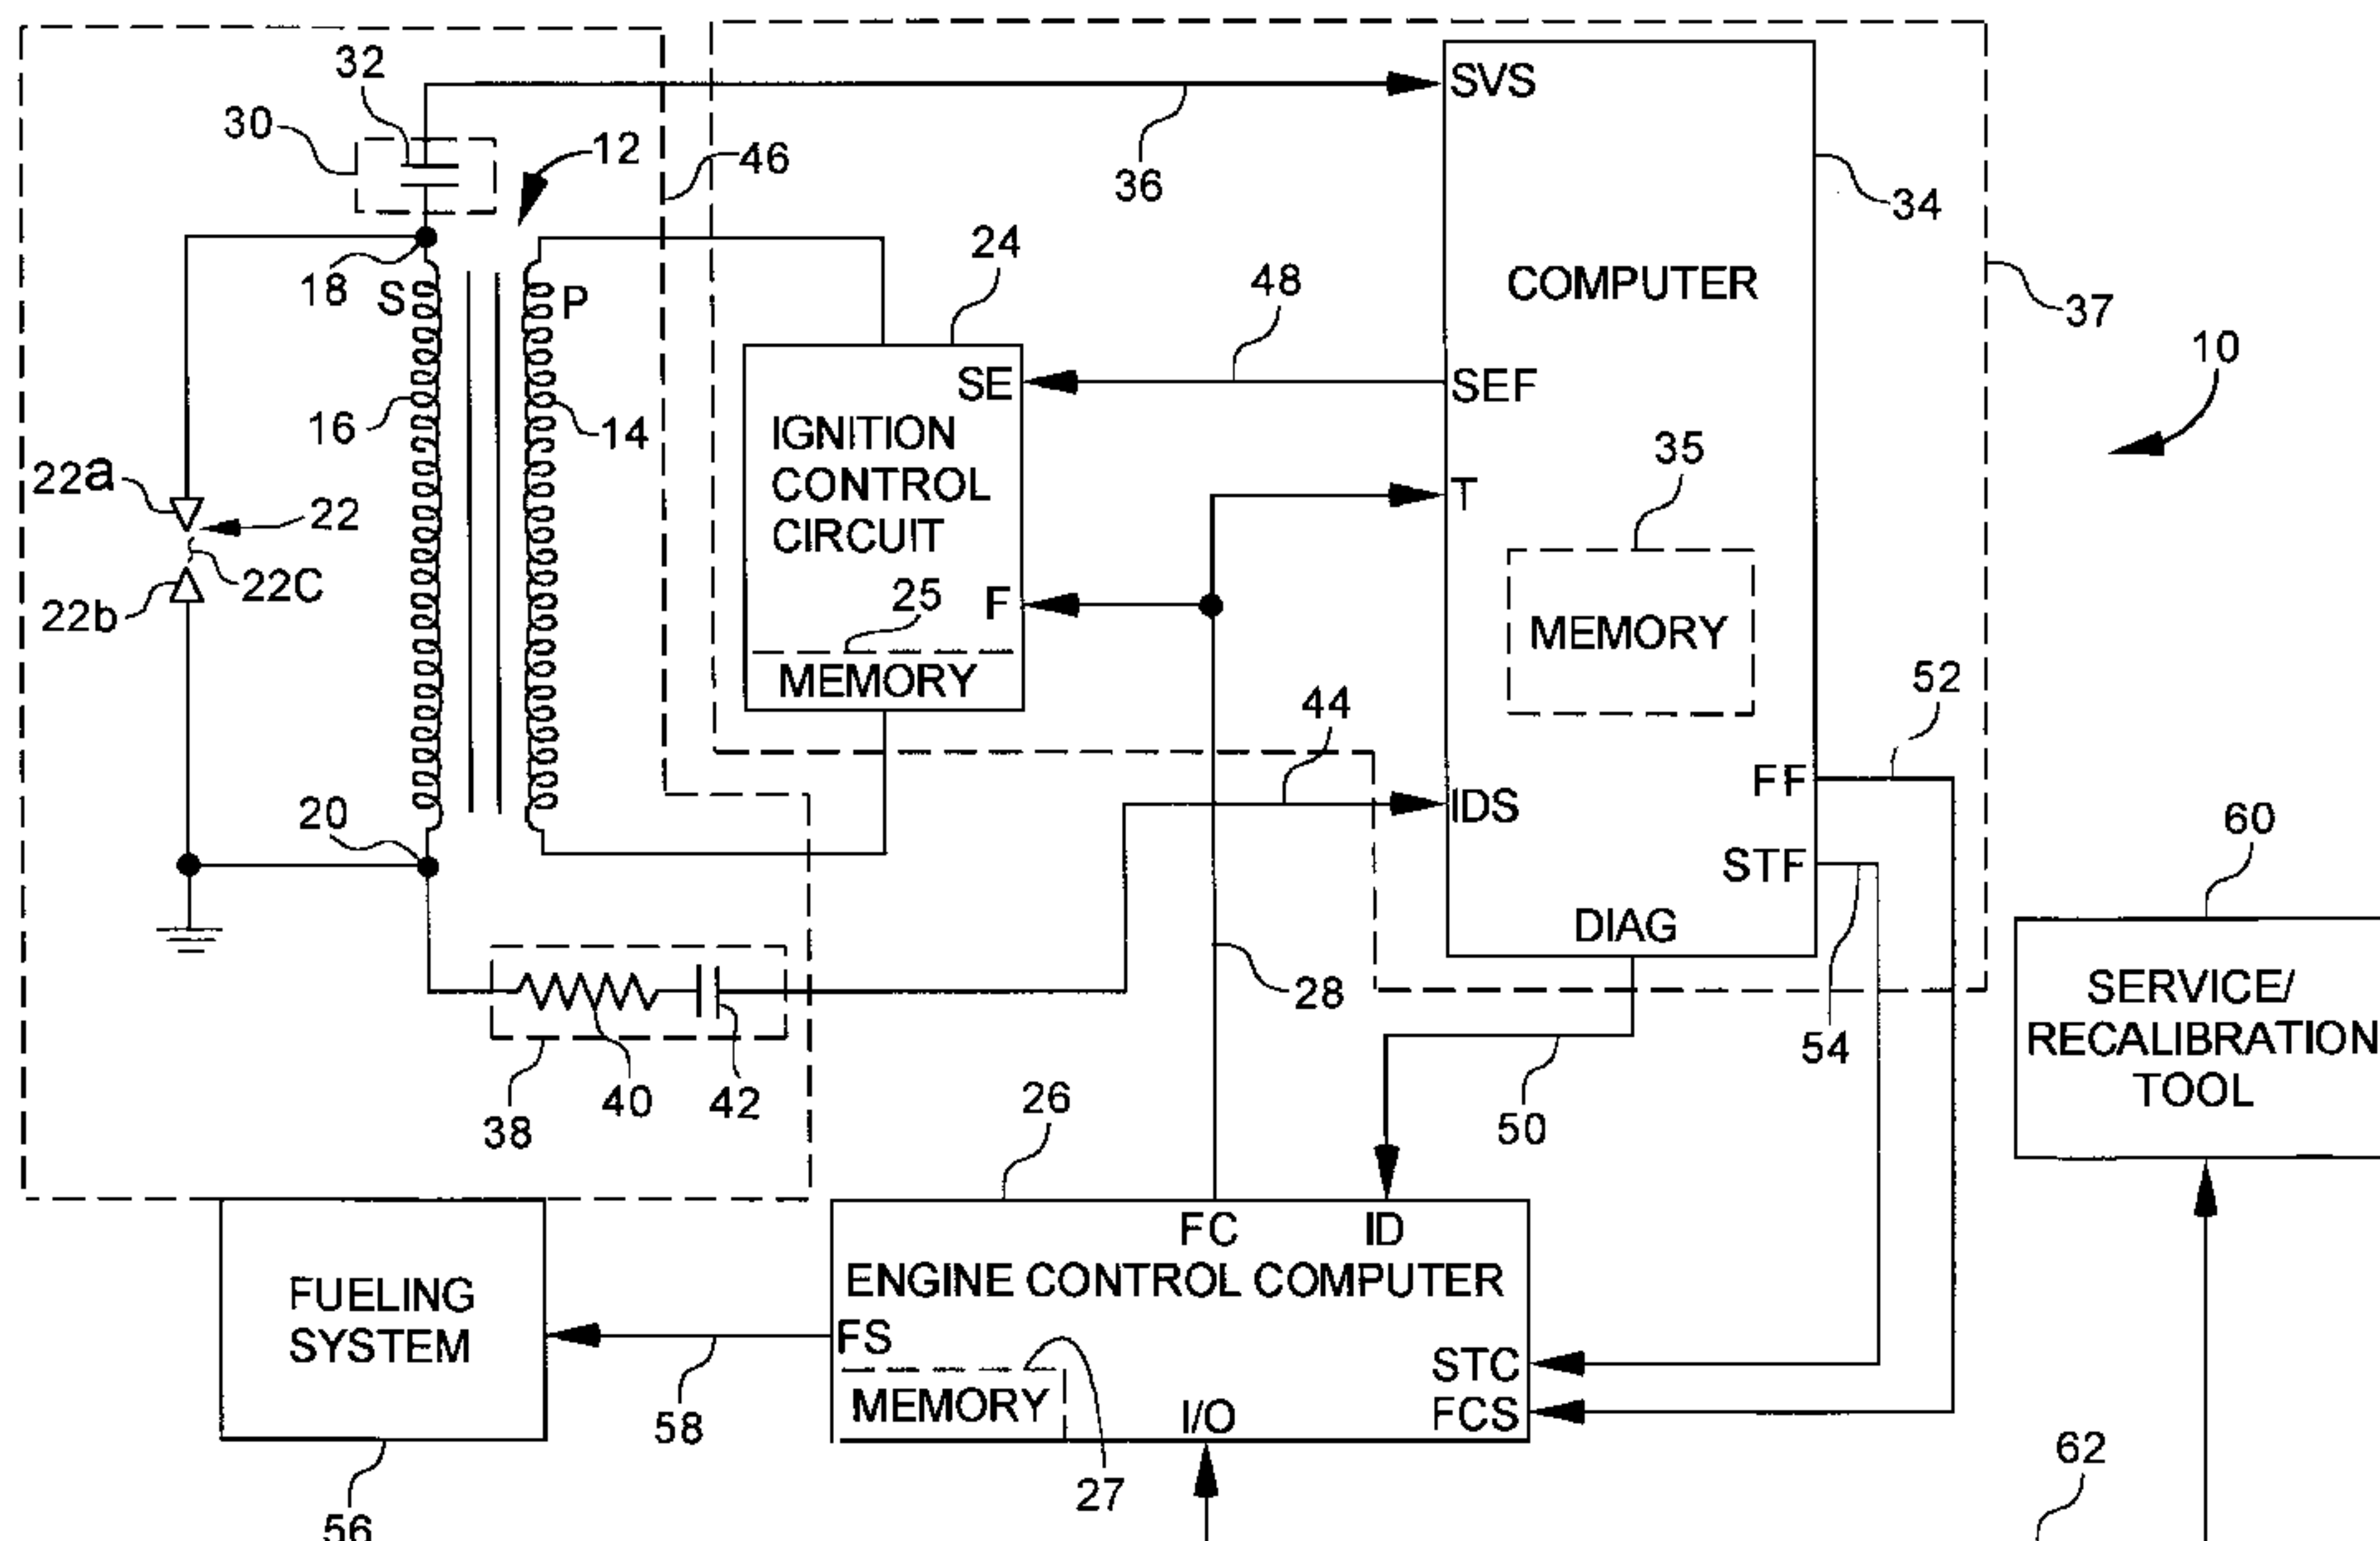 32
SVS
30
12
46
36
34
24
18
S
P
COMPUTER
48
37
10
SE
SEF
16
14
IGNITION
CONTROL
CIRCUIT
35
22a
22
T
22C
22b
25
F
MEMORY
MEMORY
44
52
FF
20
IDS
60
STF
DIAG
28
SERVICE/
RECALIBRATION
TOOL
54
40
42
38
26
50
FC
ID
ENGINE CONTROL COMPUTER
FUELING
SYSTEM
FS
STC
MEMORY
I/O
FCS
58
62
27
56